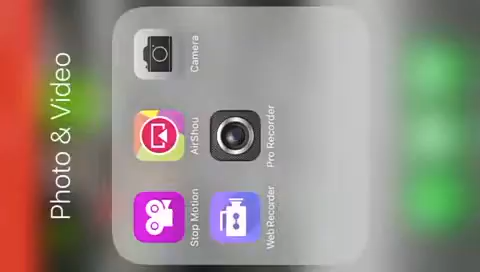 Photo & Video
Stop Motion
AirShou
Camera
Web Recorder
Pro Recorder